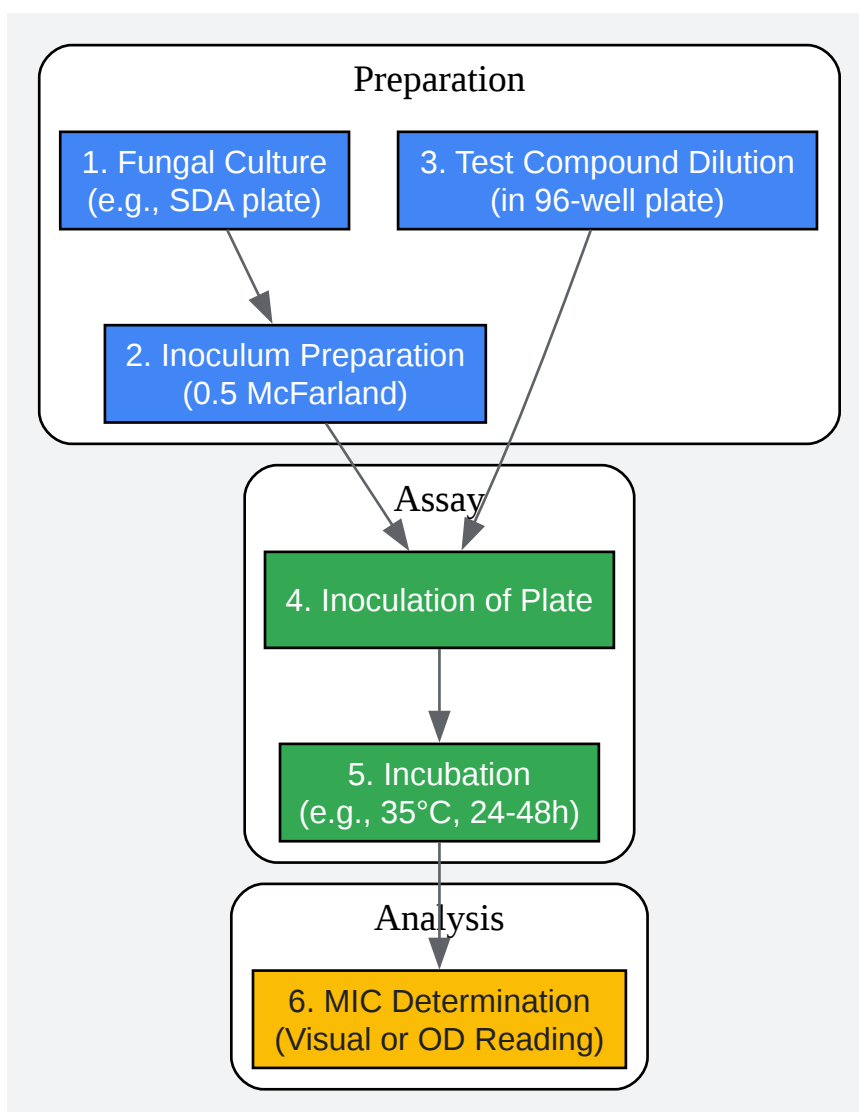 Preparation
1. Fungal Culture
(e.g., SDA plate)
3. Test Compound Dilution
(in 96-well plate)
2. Inoculum Preparation
(0.5 McFarland)
Assay
4. Inoculation of Plate
5. Incubation
(e.g., 35°C, 24-48h)
Analysis
6. MIC Determination
(Visual or OD Reading)